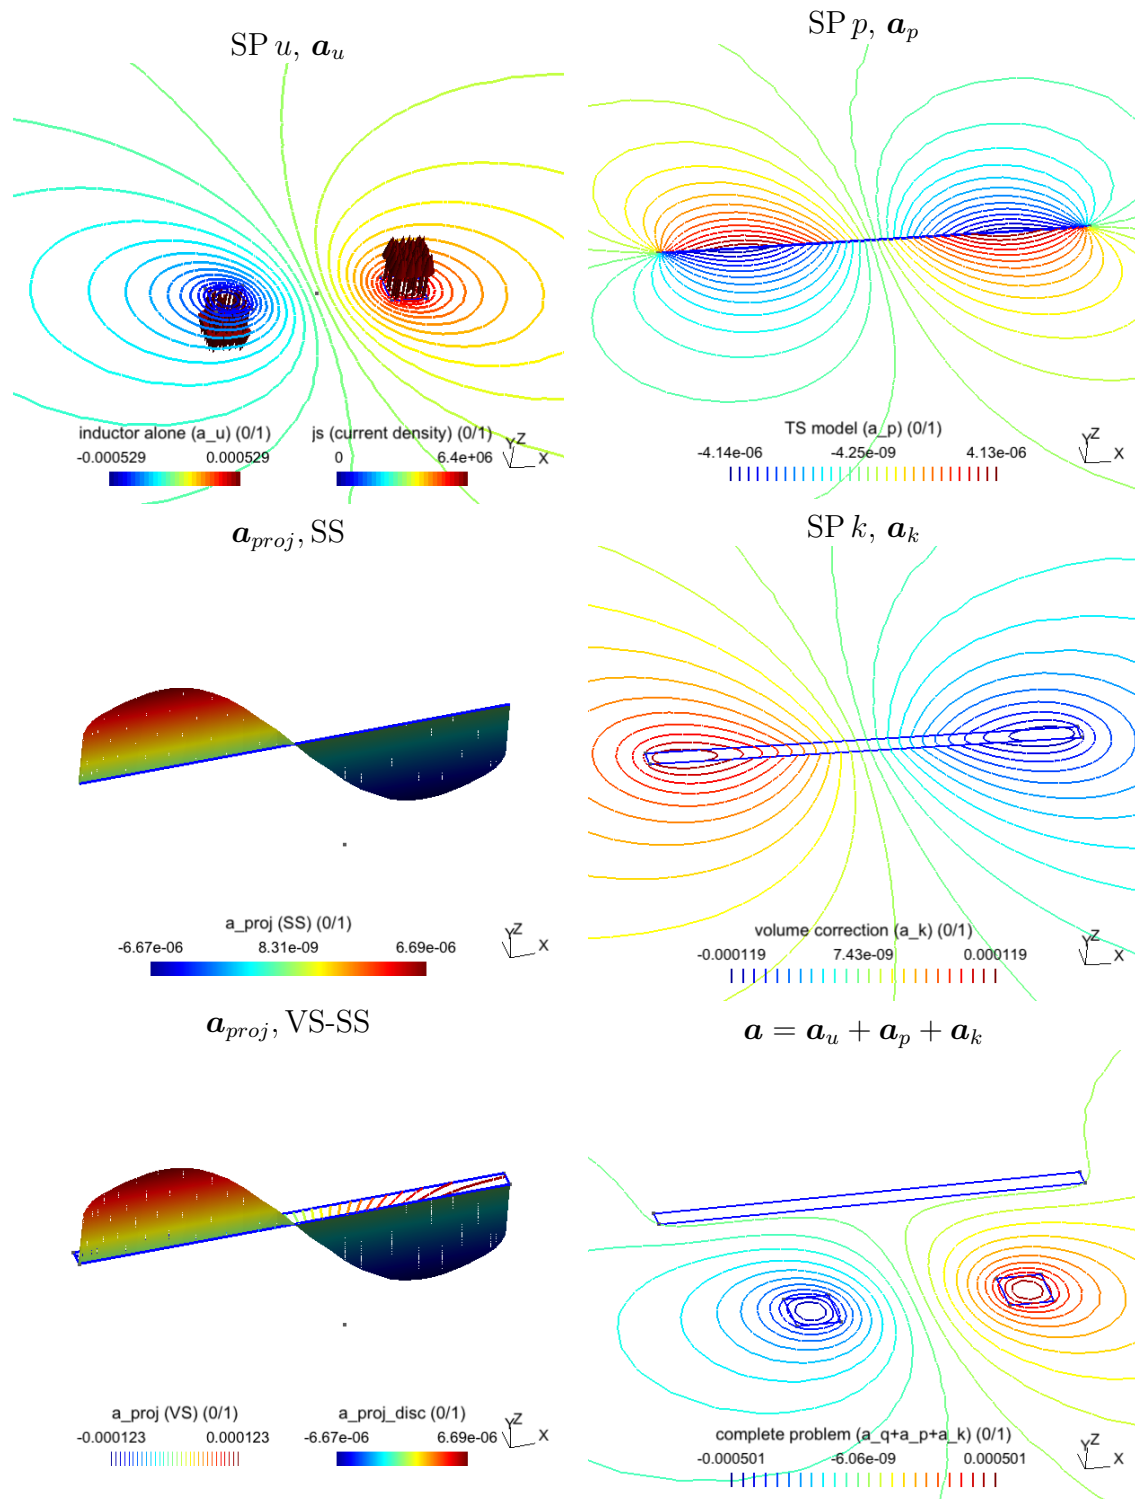 SP u, a_u
inductor alone (a_u) (0/1)
-0.000529 0.000529
js (current density) (0/1)
0 6.4e+06
Y Z X
SP p, a_p
TS model (a_p) (0/1)
-4.14e-06 -4.25e-09 4.13e-06
Y Z X
a_proj, SS
a_proj (SS) (0/1)
-6.67e-06 8.31e-09 6.69e-06
Y Z X
SP k, a_k
volume correction (a_k) (0/1)
-0.000119 7.43e-09 0.000119
Y Z X
a_proj, VS-SS
a_proj (VS) (0/1)
-0.000123 0.000123
a_proj_disc (0/1)
-6.67e-06 6.69e-06
Y Z X
a = a_u + a_p + a_k
complete problem (a_q+a_p+a_k) (0/1)
-0.000501 -6.06e-09 0.000501
Y Z X